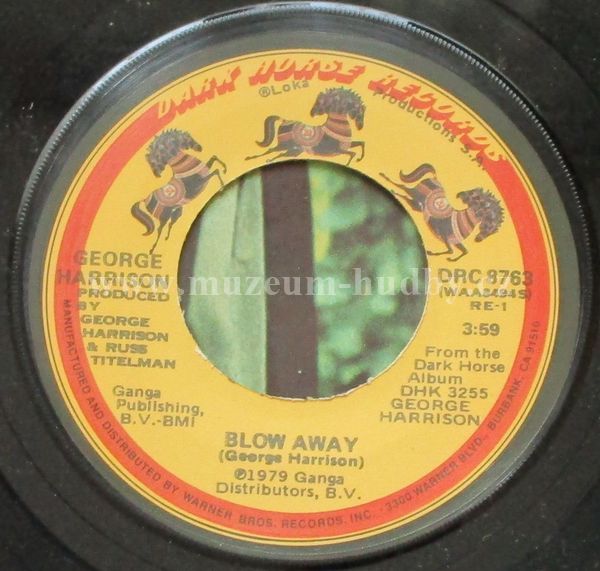 DARK HORSE RECORDS
®Loka Productions S.A.
GEORGE
HARRISON
PRODUCED
BY
GEORGE
HARRISON
& RUSS
TITELMAN
Ganga
Publishing,
B.V.-BMI
DRC 8763
(WAA8494S)
RE-1
3:59
From the
Dark Horse
Album
DHK 3255
GEORGE
HARRISON
BLOW AWAY
(George Harrison)
℗1979 Ganga
Distributors, B.V.
MANUFACTURED AND DISTRIBUTED BY WARNER BROS. RECORDS INC. - 3300 WARNER BLVD., BURBANK, CA 91510